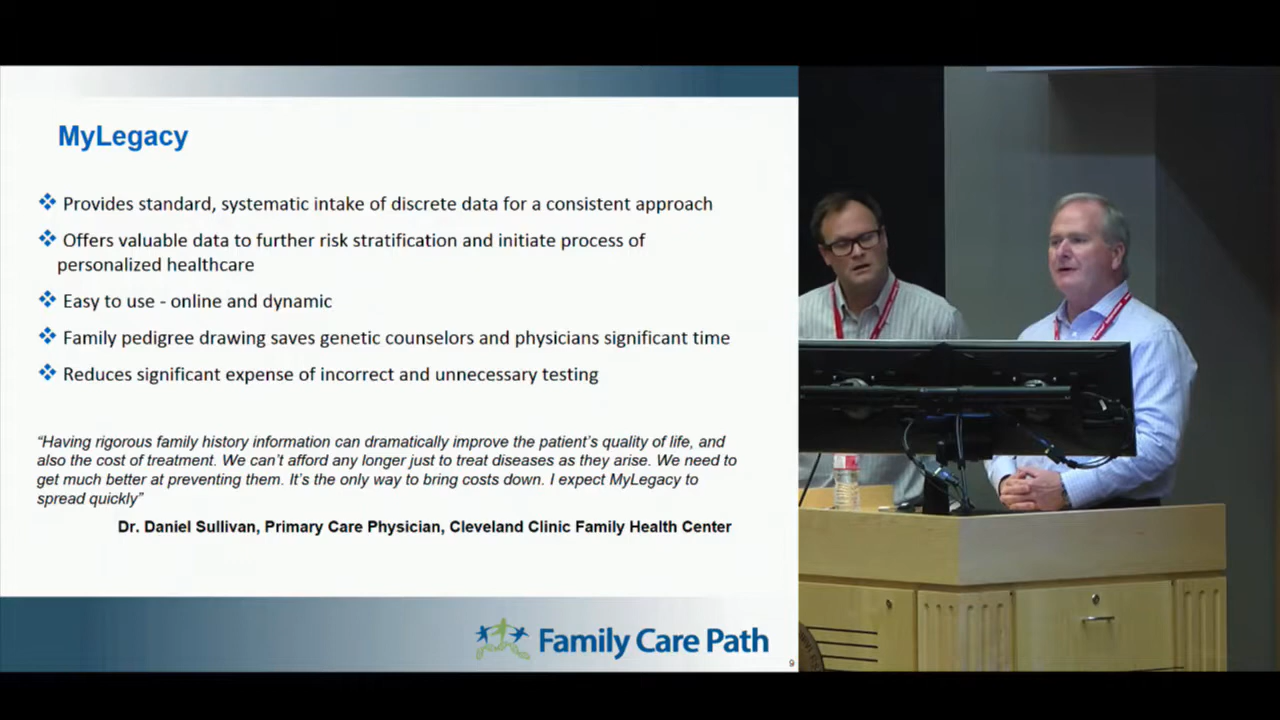 MyLegacy
Provides standard, systematic intake of discrete data for a consistent approach
Offers valuable data to further risk stratification and initiate process of
personalized healthcare
Easy to use - online and dynamic
Family pedigree drawing saves genetic counselors and physicians significant time
Reduces significant expense of incorrect and unnecessary testing
“Having rigorous family history information can dramatically improve the patient’s quality of life, and
also the cost of treatment. We can’t afford any longer just to treat diseases as they arise. We need to
get much better at preventing them. It’s the only way to bring costs down. I expect MyLegacy to
spread quickly”
Dr. Daniel Sullivan, Primary Care Physician, Cleveland Clinic Family Health Center
Family Care Path
9